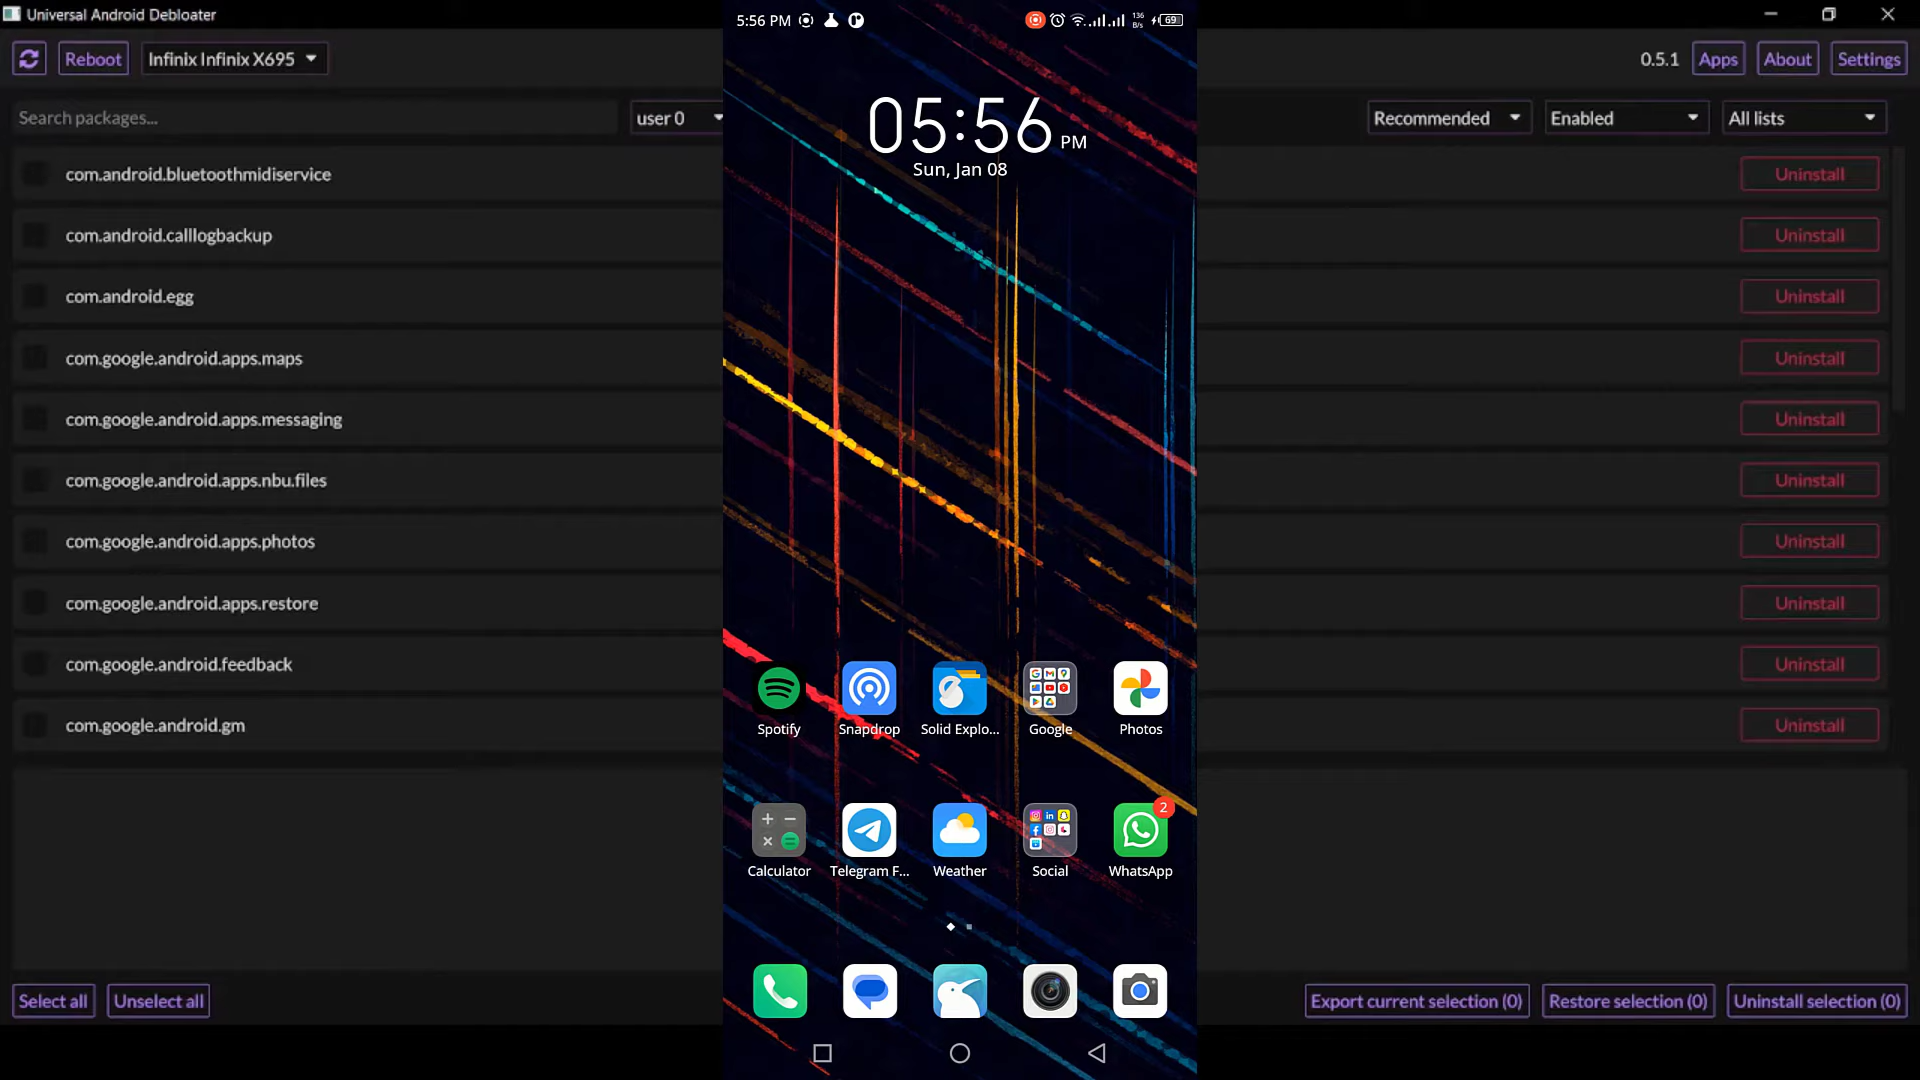 Universal Android Debloater
Reboot
Infinix Infinix X695
0.5.1
Apps
About
Settings
Search packages...
user 0
Recommended
Enabled
All lists
com.android.bluetoothmidiservice
Uninstall
com.android.calllogbackup
Uninstall
com.android.egg
Uninstall
com.google.android.apps.maps
Uninstall
com.google.android.apps.messaging
Uninstall
com.google.android.apps.nbu.files
Uninstall
com.google.android.apps.photos
Uninstall
com.google.android.apps.restore
Uninstall
com.google.android.feedback
Uninstall
com.google.android.gm
Uninstall
Select all
Unselect all
Export current selection (0)
Restore selection (0)
Uninstall selection (0)
5:56 PM
136
B/s
69
05:56 PM
Sun, Jan 08
Spotify
Snapdrop
Solid Explo...
Google
Photos
2
Calculator
Telegram F...
Weather
Social
WhatsApp